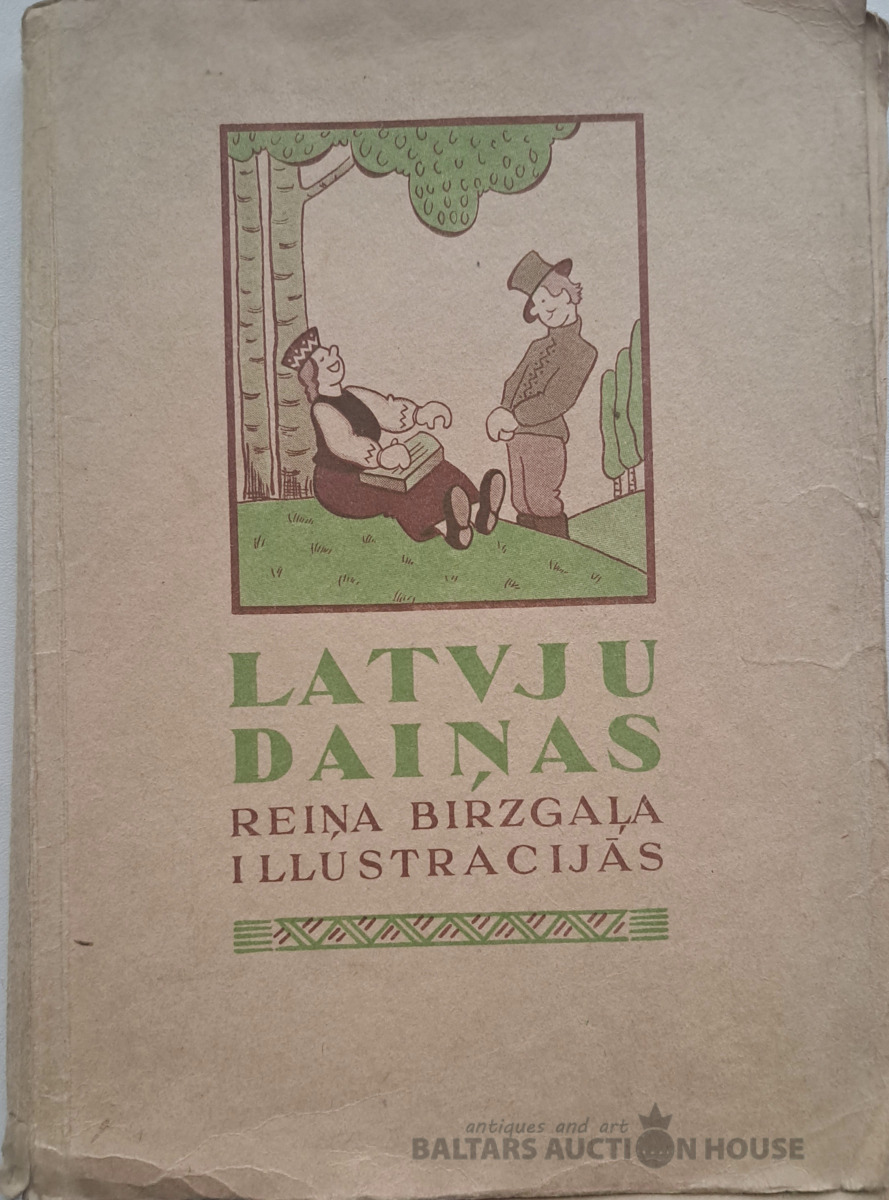 LATVJU
DAIŅAS
REIŅA BIRZGAĻA
ILLUSTRACIJĀS
antiques and art
BALTARS AUCTION HOUSE